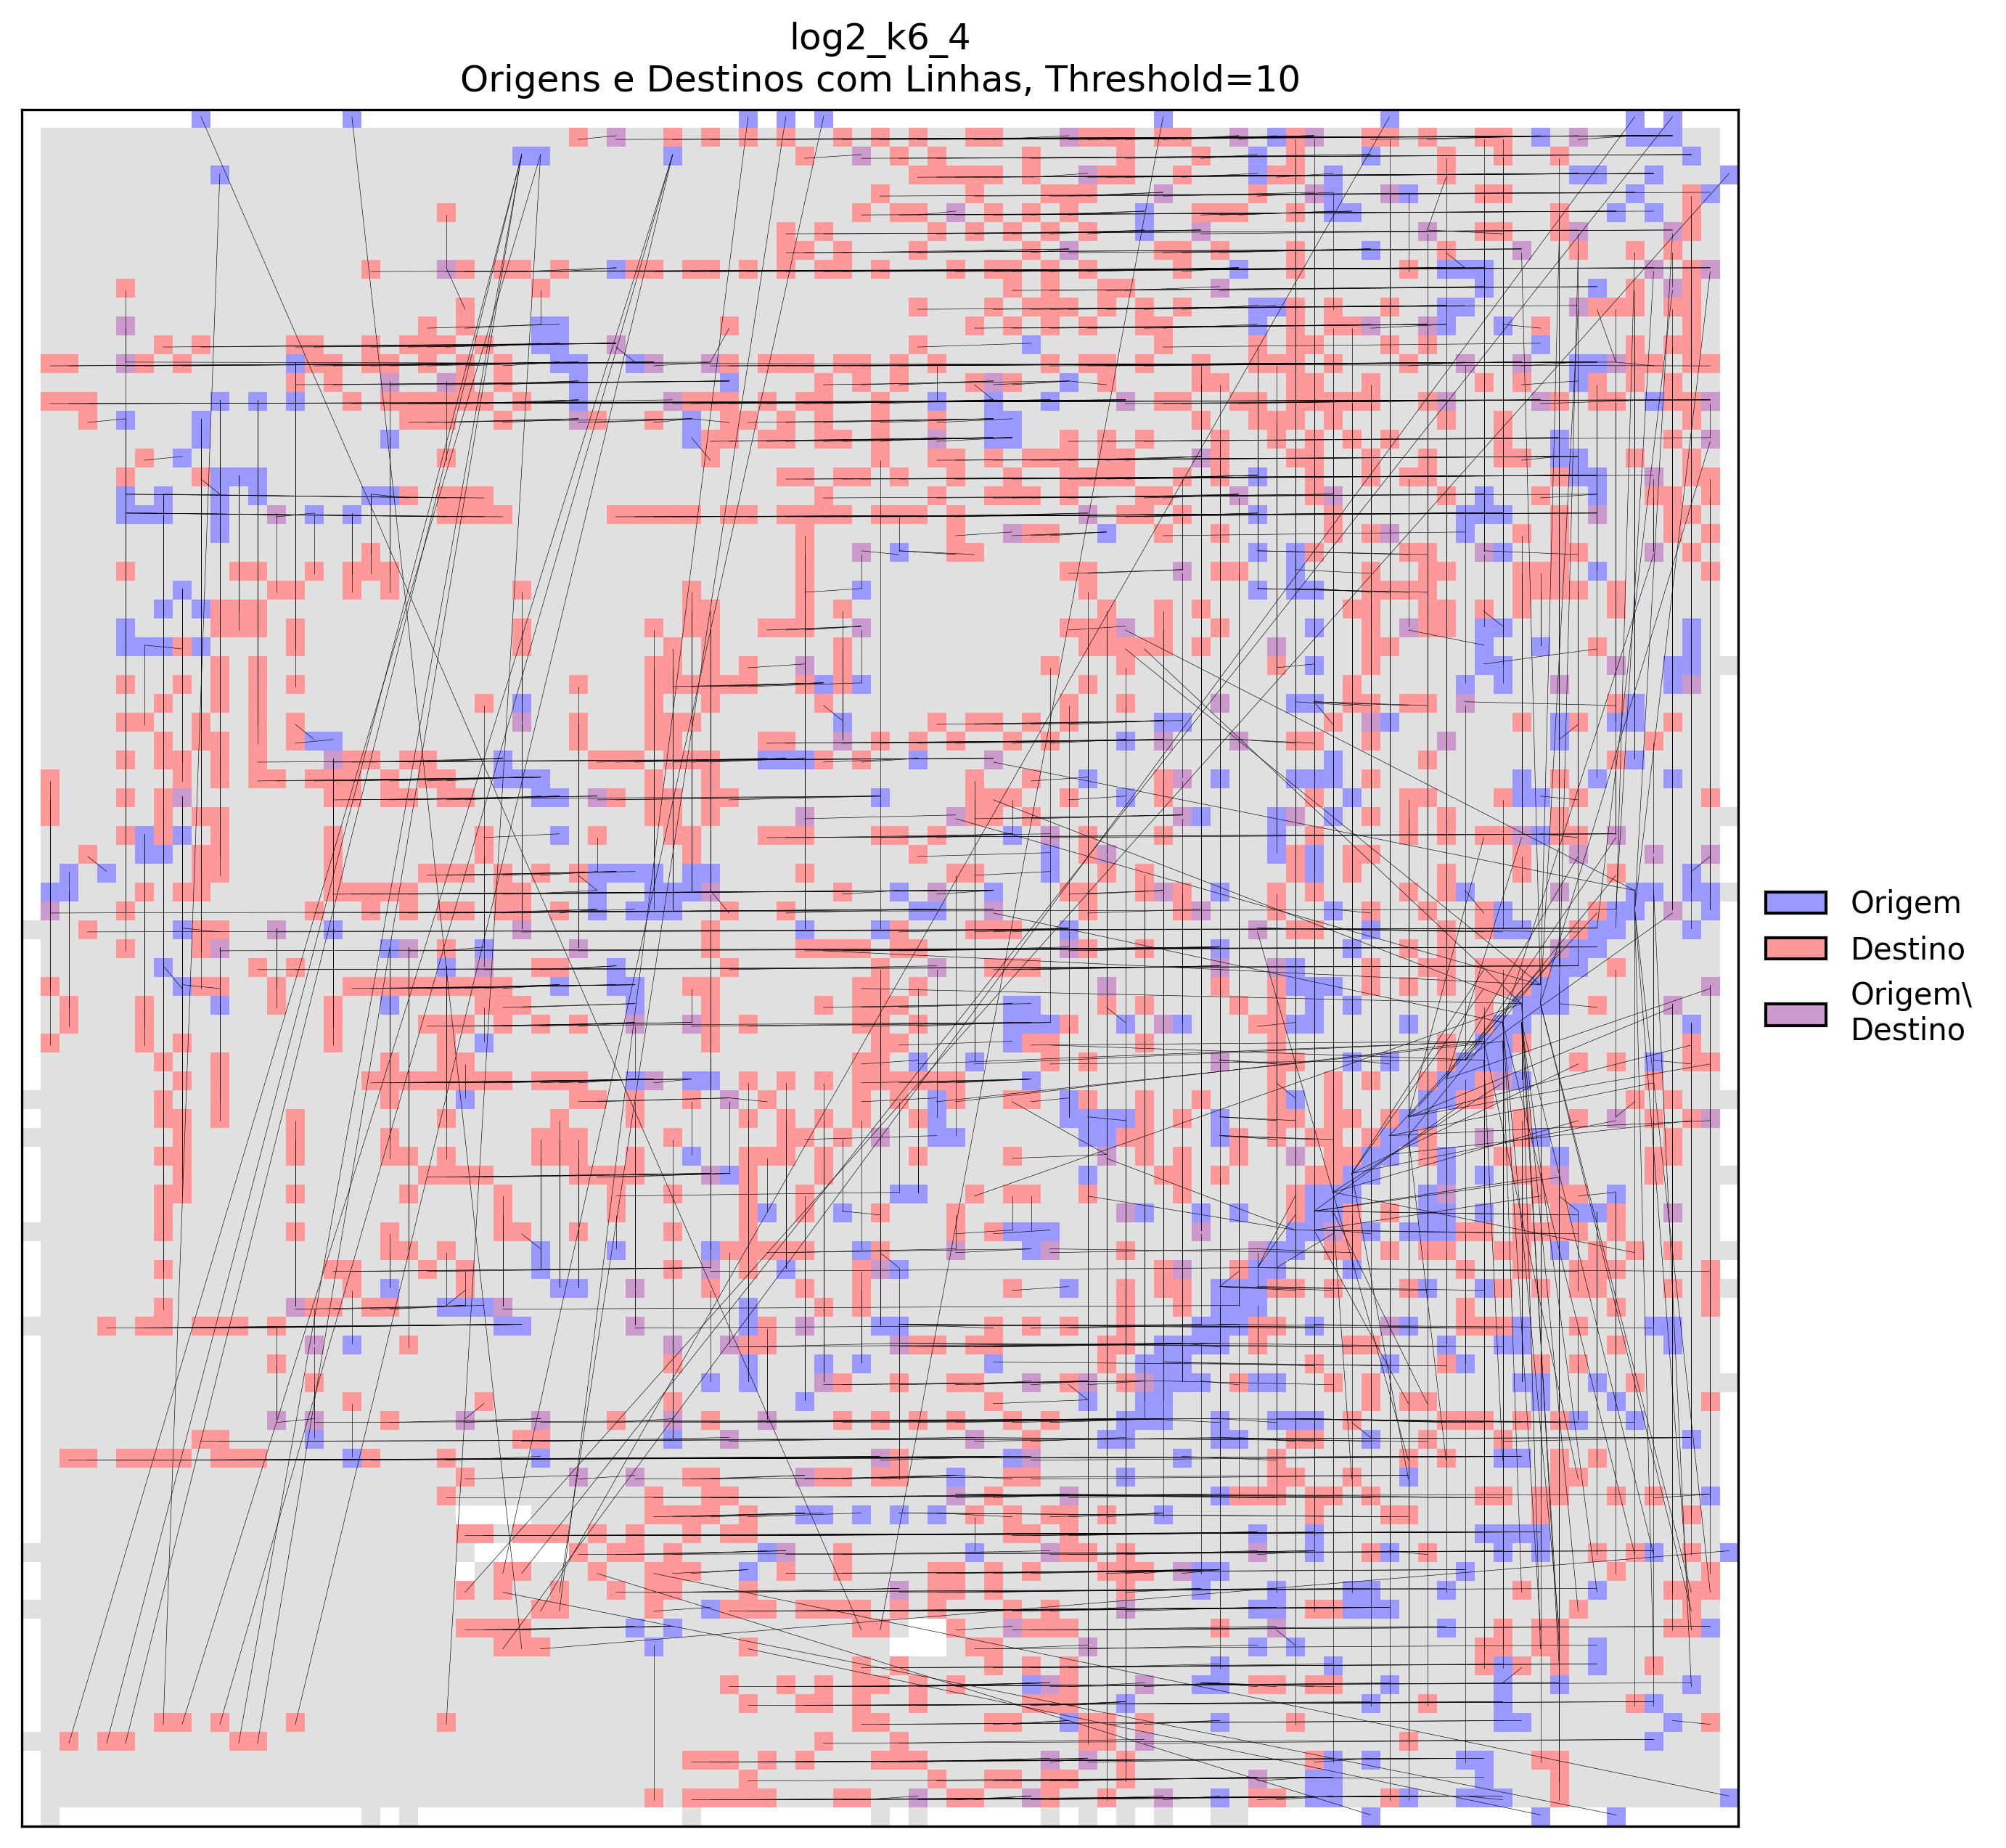 log2_k6_4
Origens e Destinos com Linhas, Threshold=10
Origem
Destino
Origem\
Destino